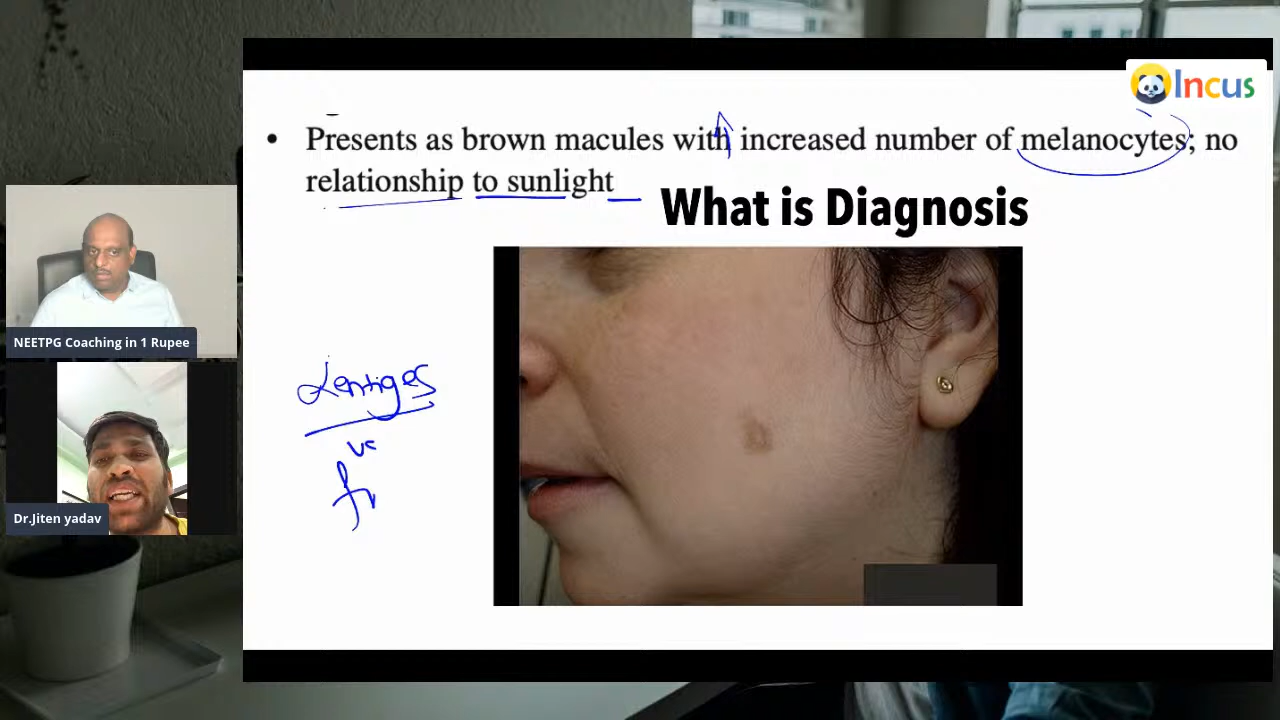 Incus
• Presents as brown macules with increased number of melanocytes; no
relationship to sunlight
What is Diagnosis
NEETPG Coaching in 1 Rupee
Lentiges
vs
Dr.Jiten yadav